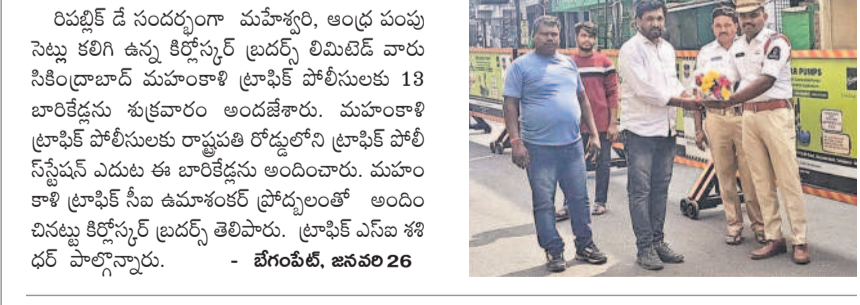 రిపబ్లిక్ డే సందర్భంగా మహేశ్వరి, ఆంధ్ర పంపు
సెట్లు కలిగి ఉన్న కిర్లోస్కర్ బ్రదర్స్ లిమిటెడ్ వారు
సికింద్రాబాద్ మహంకాళి ట్రాఫిక్ పోలీసులకు 13
బారికేడ్లను శుక్రవారం అందజేశారు. మహంకాళి
ట్రాఫిక్ పోలీసులకు రాష్ట్రపతి రోడ్డులోని ట్రాఫిక్ పోలీ
స్‌స్టేషన్ ఎదుట ఈ బారికేడ్లను అందించారు. మహం
కాళి ట్రాఫిక్ సీఐ ఉమాశంకర్ ప్రోద్బలంతో అందిం
చినట్టు కిర్లోస్కర్ బ్రదర్స్ తెలిపారు. ట్రాఫిక్ ఎస్ఐ శశి
ధర్ పాల్గొన్నారు. - బేగంపేట్, జనవరి 26
PUMPS